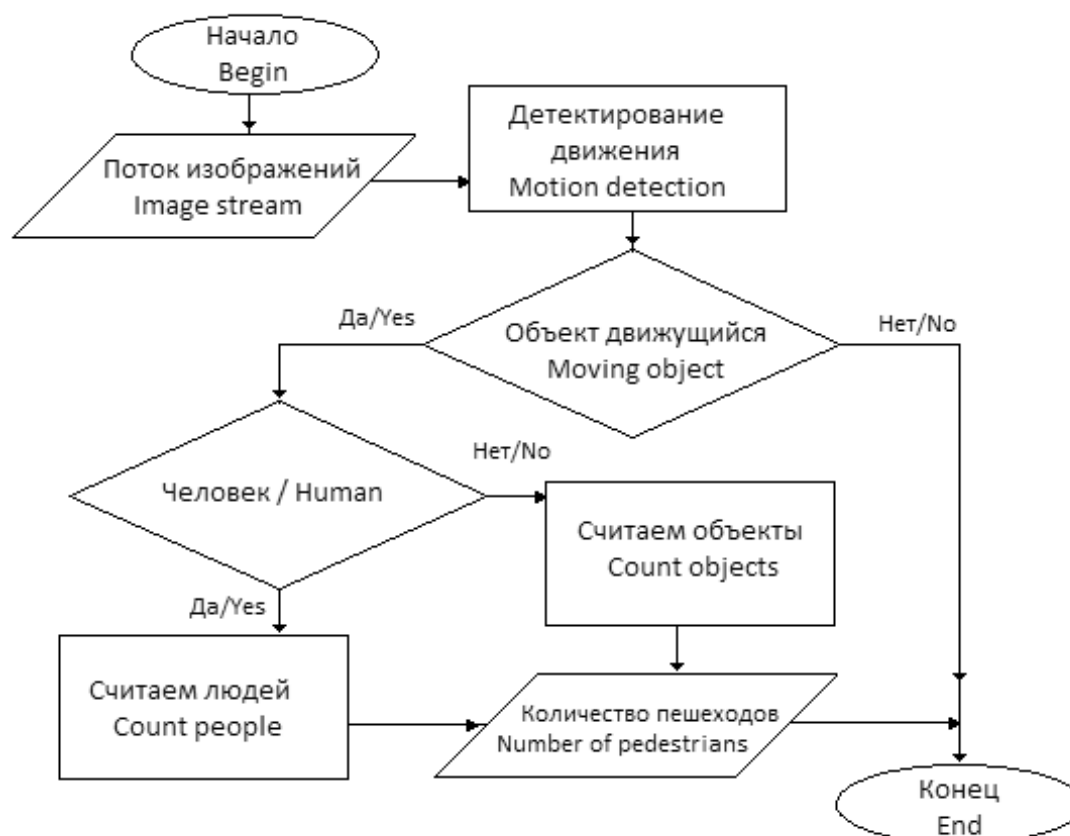 Начало
Begin
Поток изображений
Image stream
Детектирование
движения
Motion detection
Объект движущийся
Moving object
Да/Yes
Нет/No
Человек / Human
Нет/No
Да/Yes
Считаем объекты
Count objects
Считаем людей
Count people
Количество пешеходов
Number of pedestrians
Конец
End